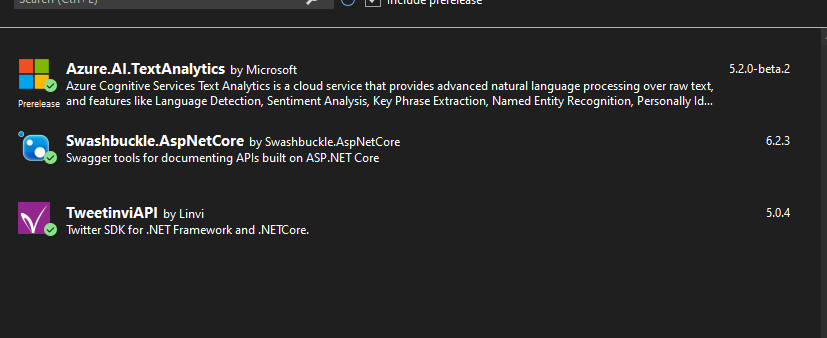 Search (Ctrl+L)
Include prerelease
Azure.AI.TextAnalytics by Microsoft 5.2.0-beta.2
Azure Cognitive Services Text Analytics is a cloud service that provides advanced natural language processing over raw text,
Prerelease and features like Language Detection, Sentiment Analysis, Key Phrase Extraction, Named Entity Recognition, Personally Id...
Swashbuckle.AspNetCore by Swashbuckle.AspNetCore 6.2.3
Swagger tools for documenting APIs built on ASP.NET Core
TweetinviAPI by Linvi 5.0.4
Twitter SDK for .NET Framework and .NETCore.